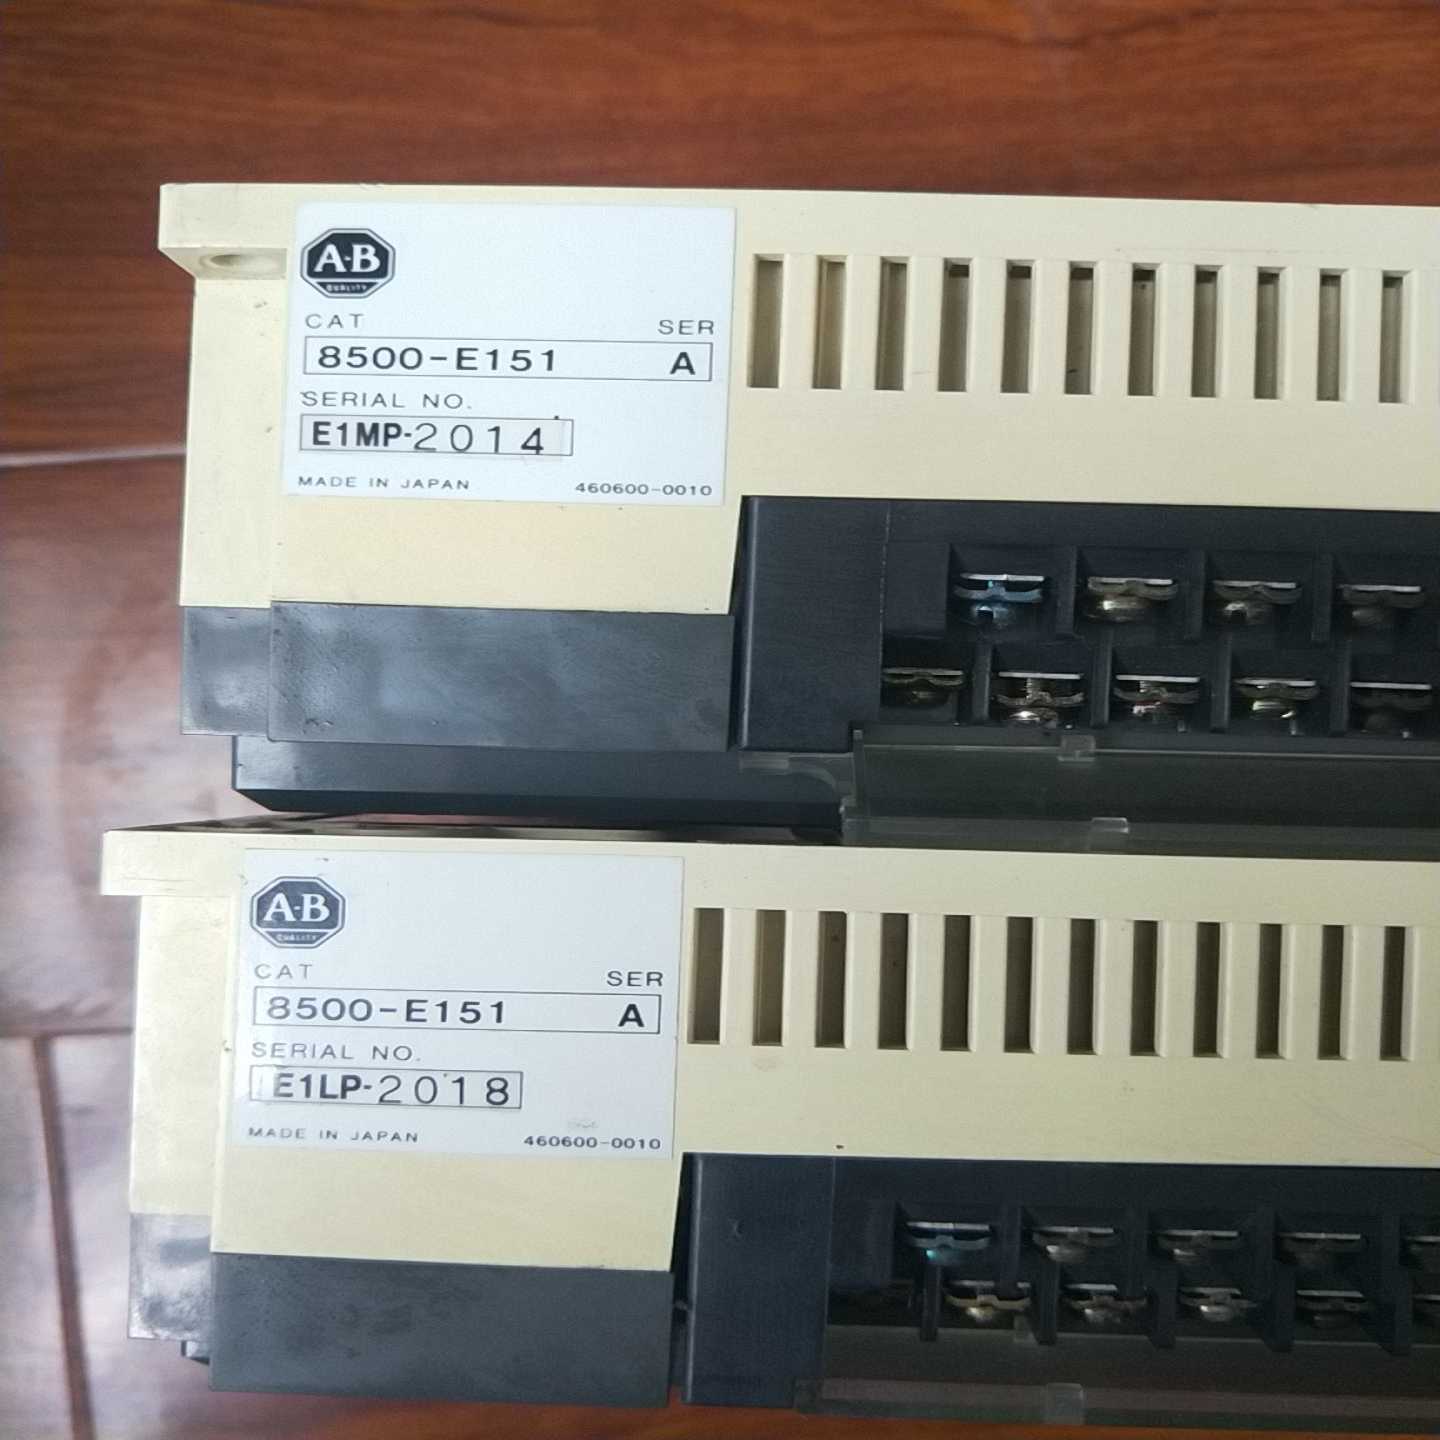 A·B
QUALITY
CAT SER
8500-E151 A
SERIAL NO.
E1MP-2014
MADE IN JAPAN 460600-0010
A·B
QUALITY
CAT SER
8500-E151 A
SERIAL NO.
E1LP-2018
MADE IN JAPAN 460600-0010